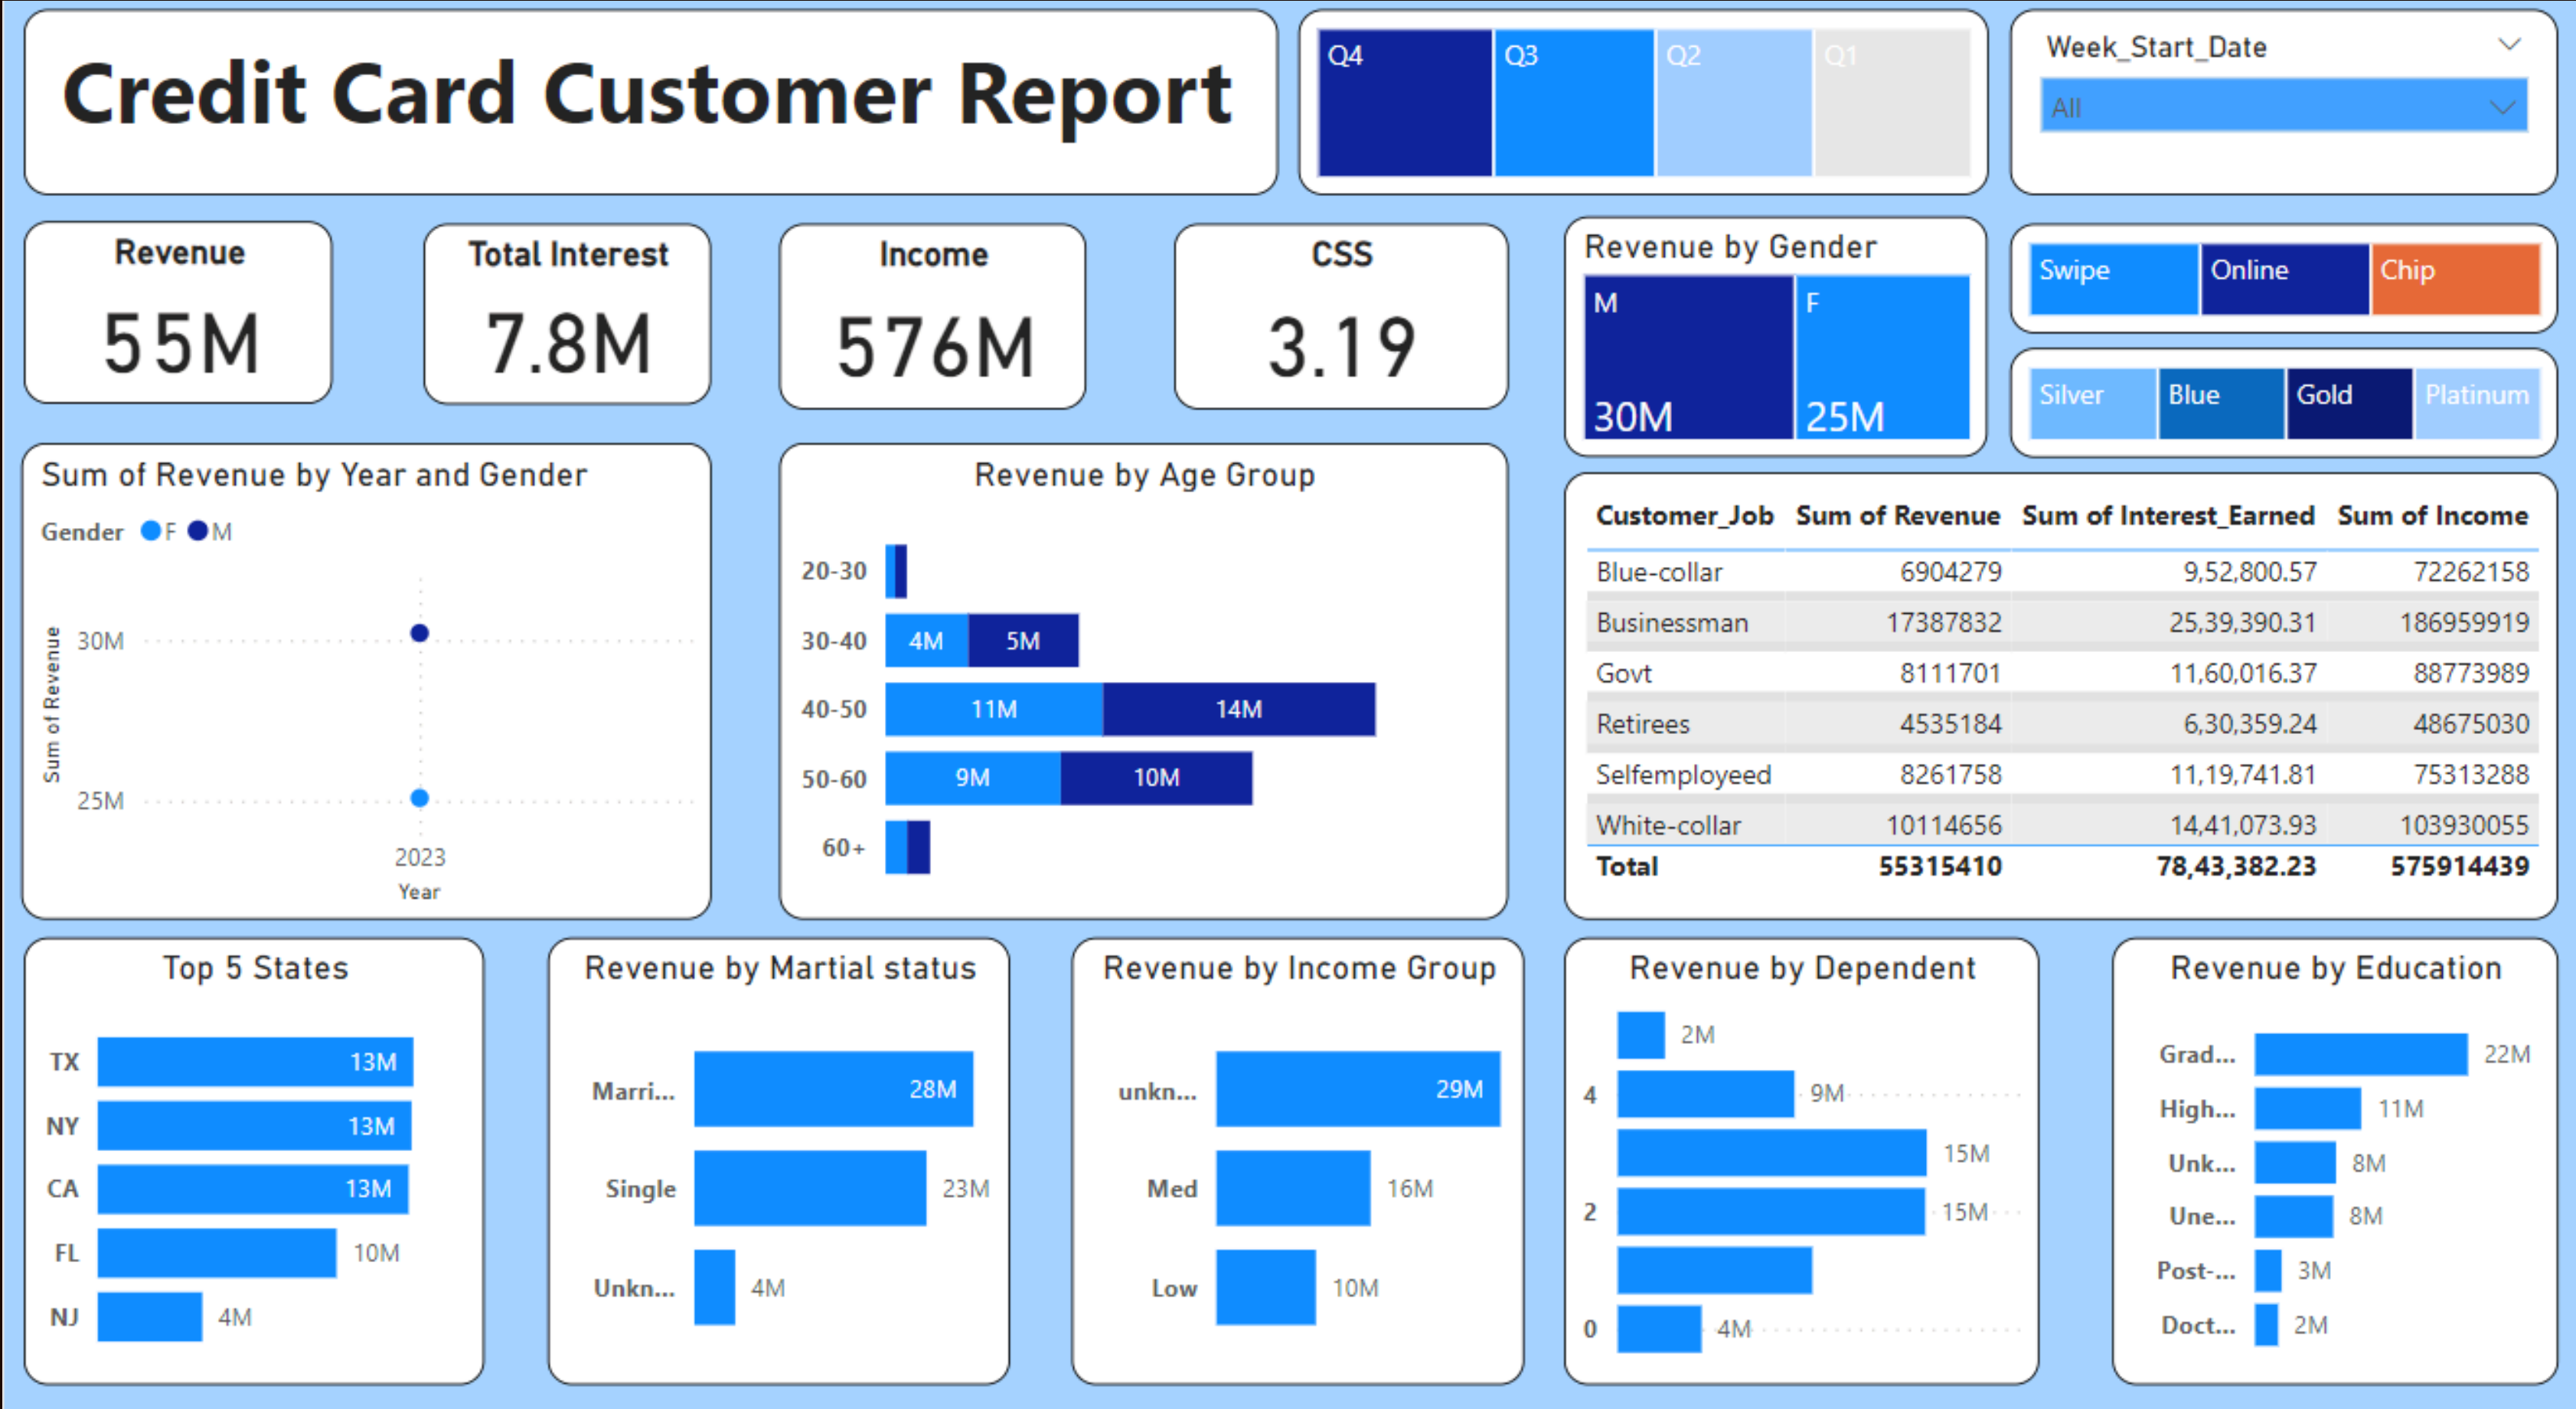 Credit Card Customer Report
Q4
Q3
Q2
Q1
Week_Start_Date
All
Revenue
55M
Total Interest
7.8M
Income
576M
CSS
3.19
Revenue by Gender
M
30M
F
25M
Swipe
Online
Chip
Silver
Blue
Gold
Platinum
Sum of Revenue by Year and Gender
Gender F M
Sum of Revenue
30M
25M
2023
Year
Revenue by Age Group
20-30
30-40 4M 5M
40-50 11M 14M
50-60 9M 10M
60+
Customer_Job Sum of Revenue Sum of Interest_Earned Sum of Income
Blue-collar 6904279 9,52,800.57 72262158
Businessman 17387832 25,39,390.31 186959919
Govt 8111701 11,60,016.37 88773989
Retirees 4535184 6,30,359.24 48675030
Selfemployeed 8261758 11,19,741.81 75313288
White-collar 10114656 14,41,073.93 103930055
Total 55315410 78,43,382.23 575914439
Top 5 States
TX 13M
NY 13M
CA 13M
FL 10M
NJ 4M
Revenue by Martial status
Marri... 28M
Single 23M
Unkn... 4M
Revenue by Income Group
unkn... 29M
Med 16M
Low 10M
Revenue by Dependent
2M
4 9M
15M
2 15M
0 4M
Revenue by Education
Grad... 22M
High... 11M
Unk... 8M
Une... 8M
Post-... 3M
Doct... 2M